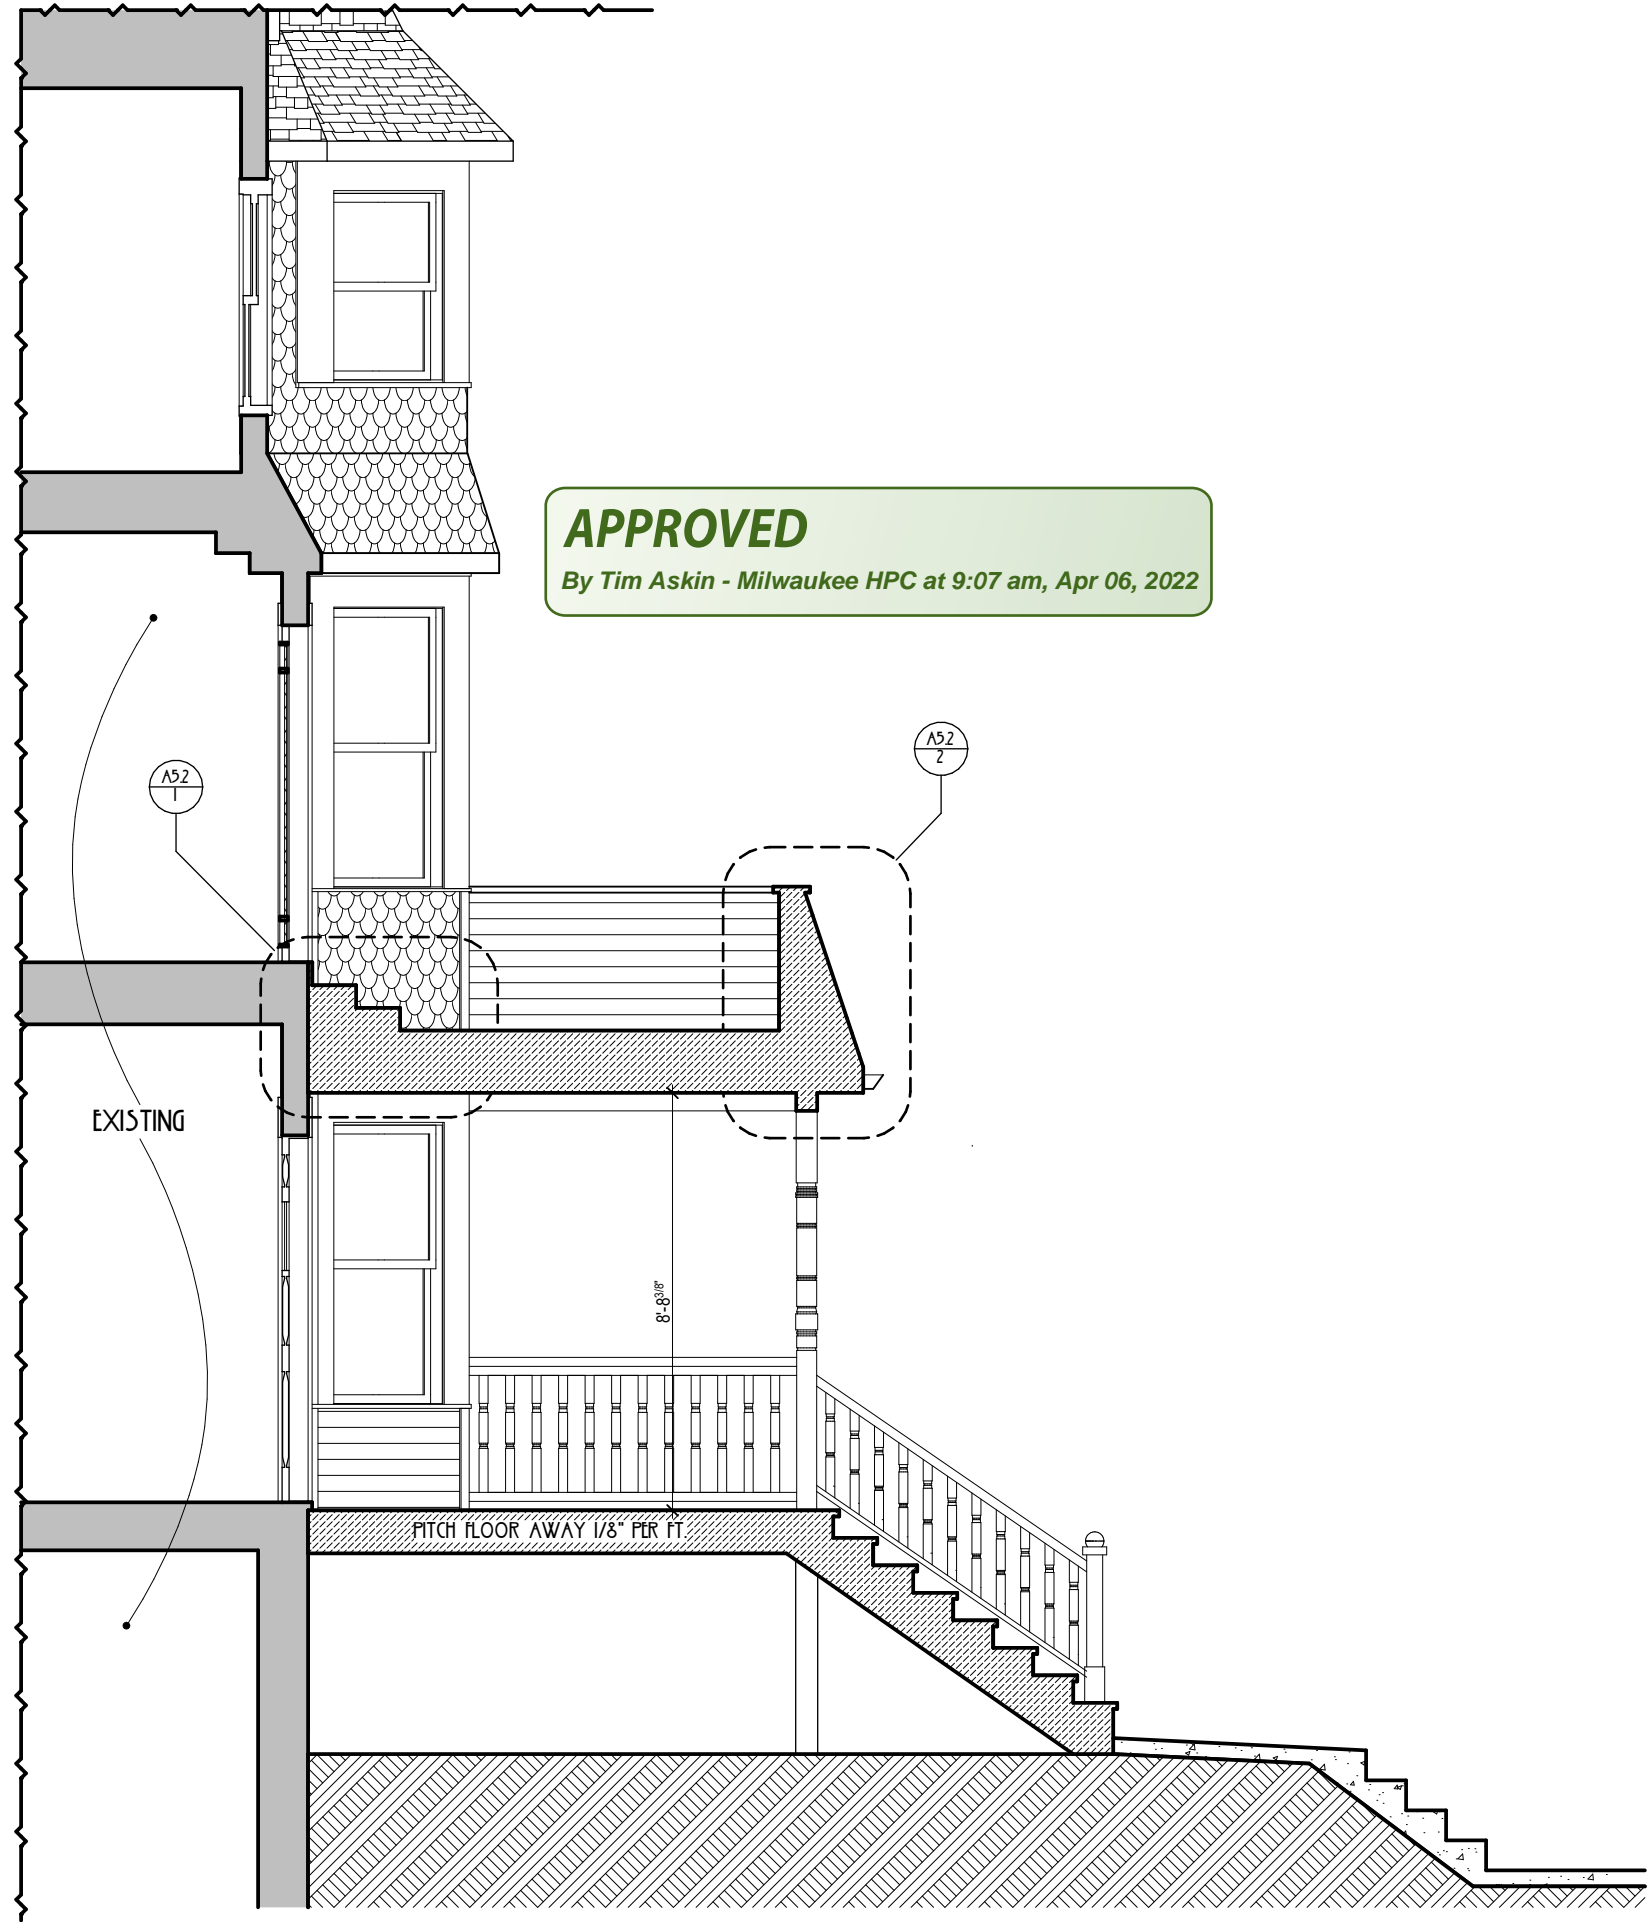 APPROVED
By Tim Askin - Milwaukee HPC at 9:07 am, Apr 06, 2022
A5.2
2
A5.2
1
EXISTING
8'-8 3/8"
PITCH FLOOR AWAY 1/8" PER FT.